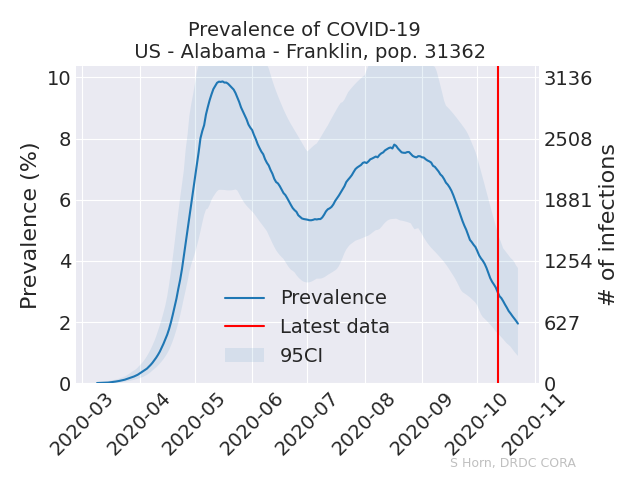 Prevalence of COVID-19
US - Alabama - Franklin, pop. 31362
Prevalence (%)
10
8
6
4
2
0
3136
2508
1881
1254
627
0
# of infections
Prevalence
Latest data
95CI
2020-03
2020-04
2020-05
2020-06
2020-07
2020-08
2020-09
2020-10
2020-11
S Horn, DRDC CORA